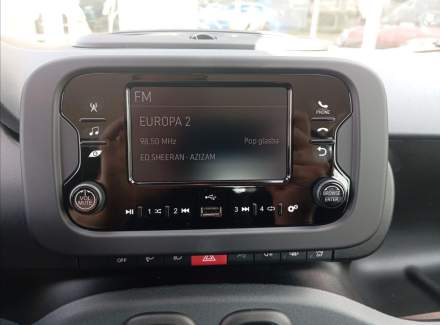 FM
EUROPA 2
98.50 MHz Pop glasba
ED SHEERAN - AZIZAM
PHONE
VOL
MUTE
BROWSE
ENTER
1 2 3 4
OFF